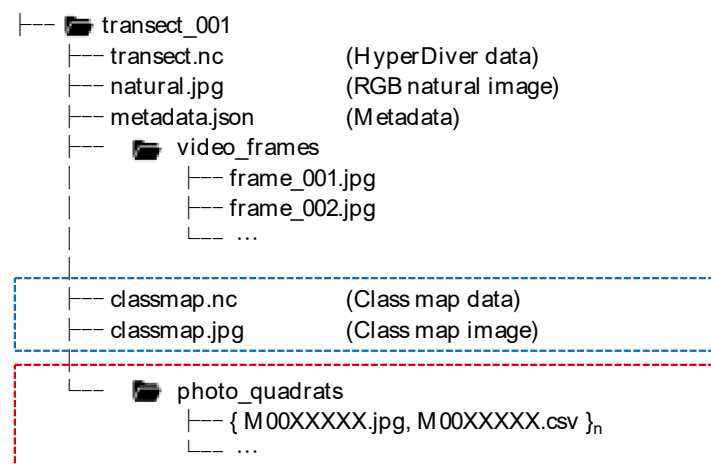 ├── transect_001
├── transect.nc (HyperDiver data)
├── natural.jpg (RGB natural image)
├── metadata.json (Metadata)
├── video_frames
├── frame_001.jpg
├── frame_002.jpg
└── ...
├── classmap.nc (Class map data)
├── classmap.jpg (Class map image)
└── photo_quadrats
├── { M00XXXXX.jpg, M00XXXXX.csv }n
└── ...